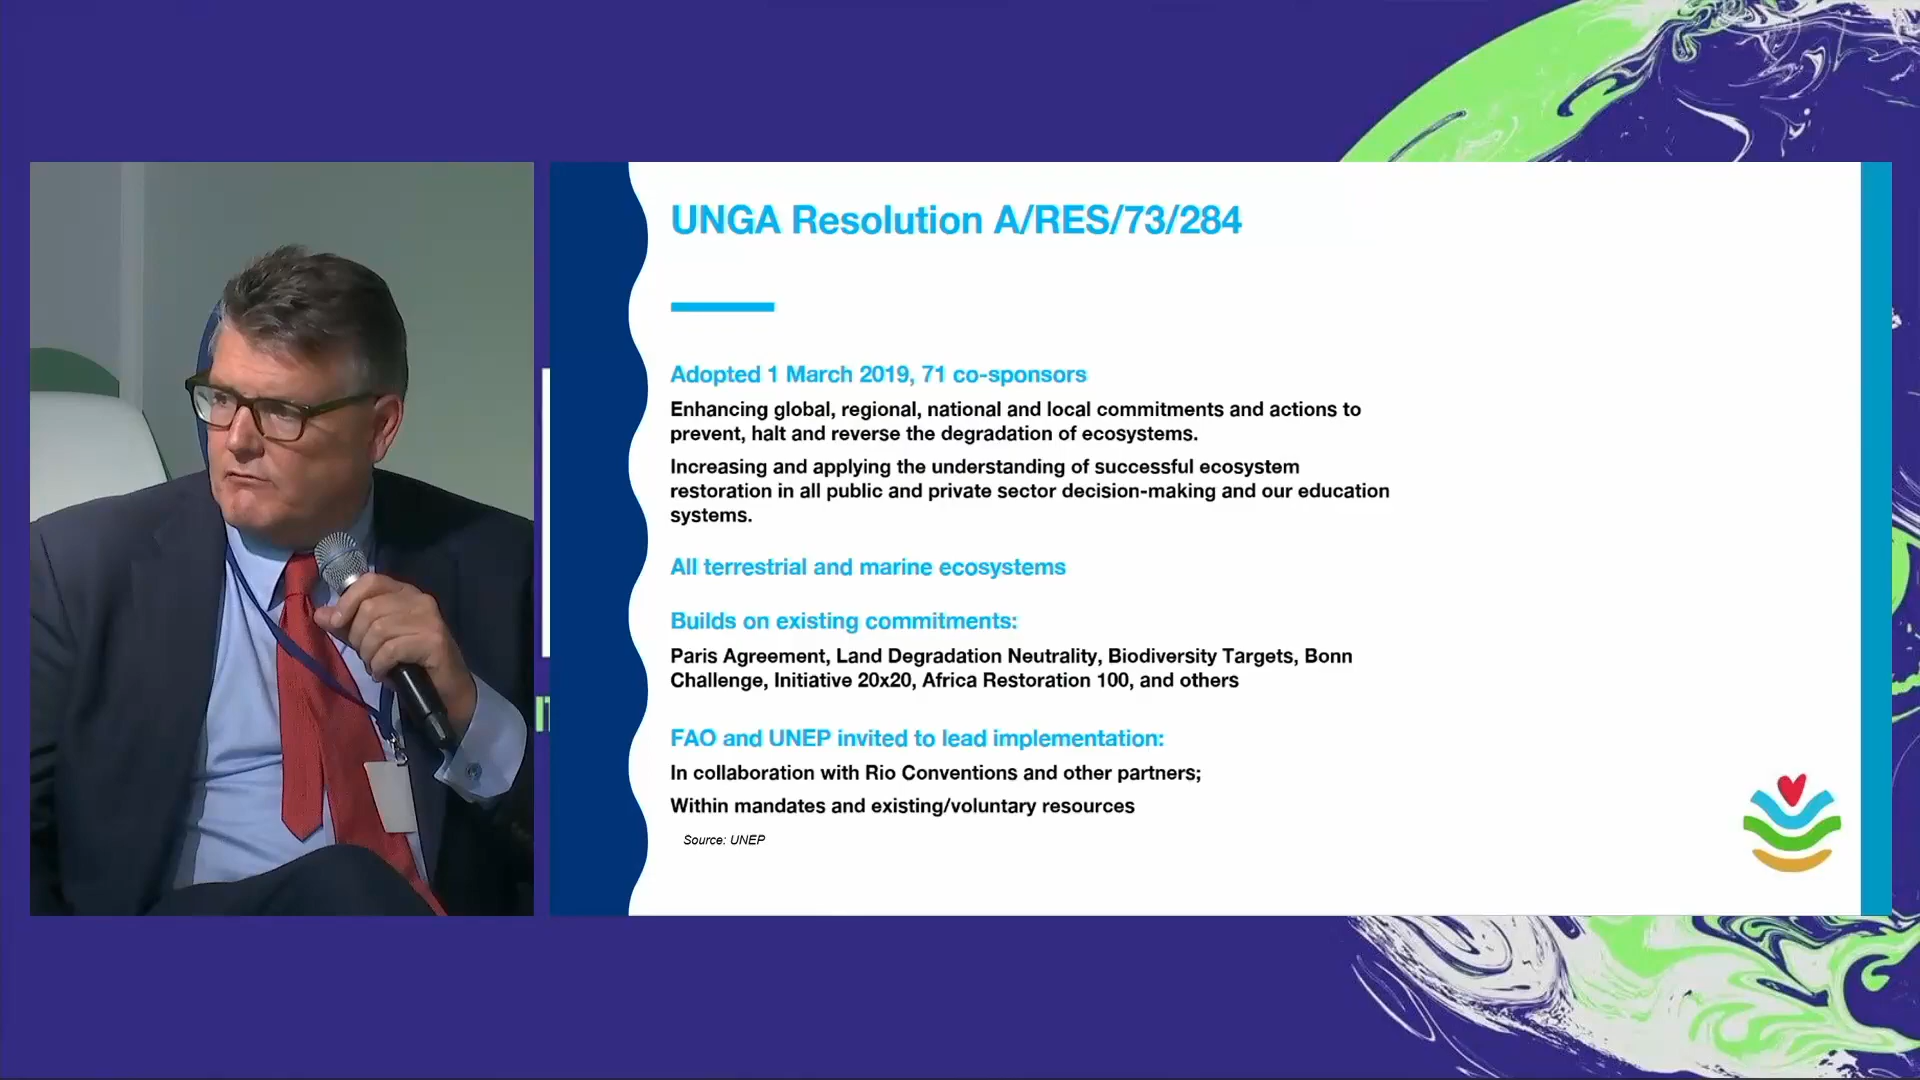 UNGA Resolution A/RES/73/284
Adopted 1 March 2019, 71 co-sponsors
Enhancing global, regional, national and local commitments and actions to
prevent, halt and reverse the degradation of ecosystems.
Increasing and applying the understanding of successful ecosystem
restoration in all public and private sector decision-making and our education
systems.
All terrestrial and marine ecosystems
Builds on existing commitments:
Paris Agreement, Land Degradation Neutrality, Biodiversity Targets, Bonn
Challenge, Initiative 20x20, Africa Restoration 100, and others
FAO and UNEP invited to lead implementation:
In collaboration with Rio Conventions and other partners;
Within mandates and existing/voluntary resources
Source: UNEP